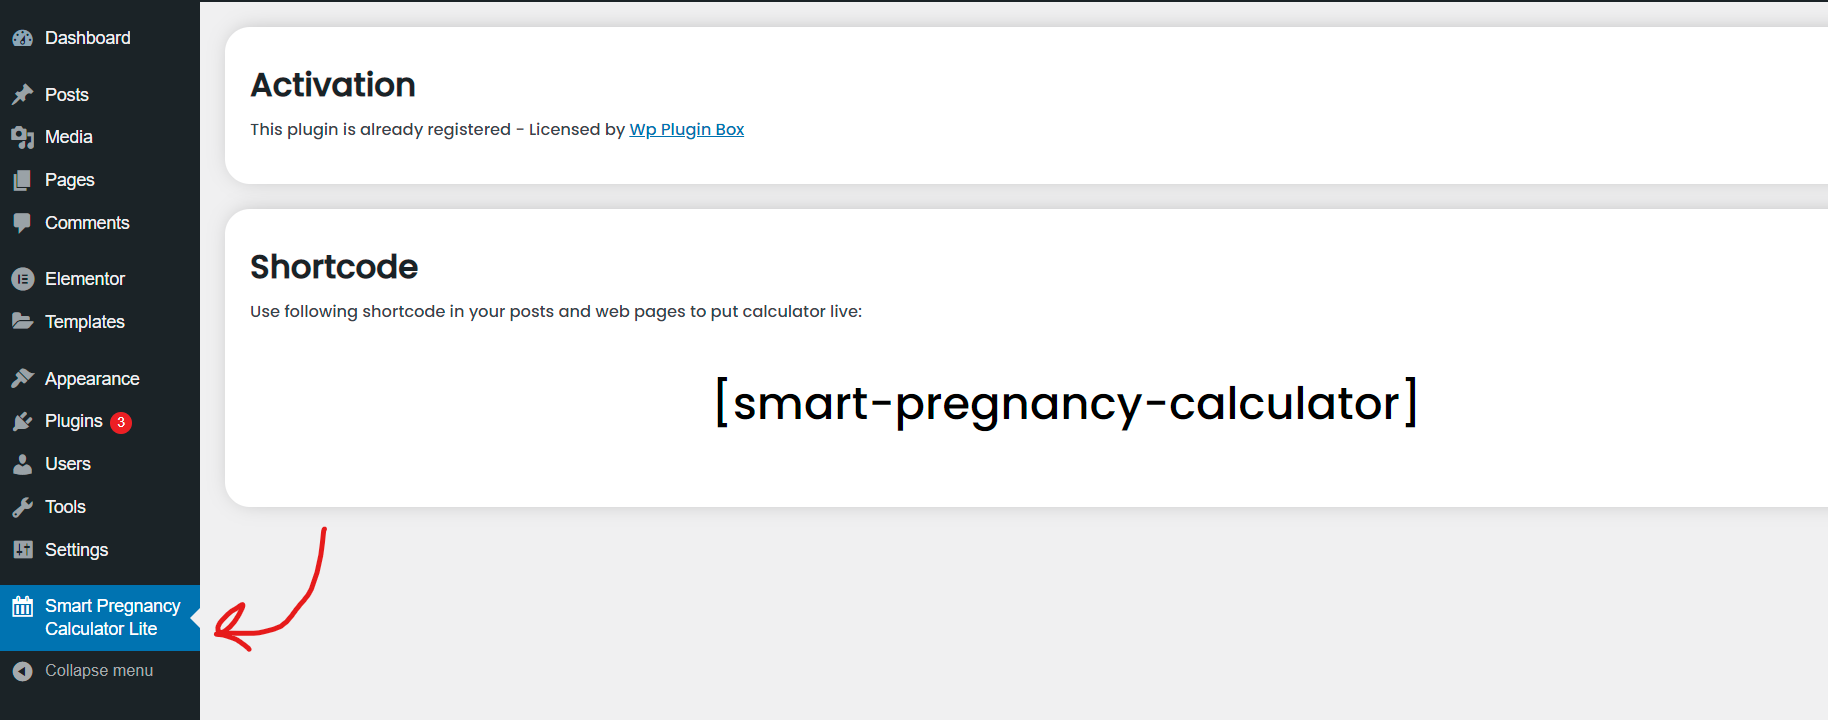 Dashboard
Posts
Media
Pages
Comments
Elementor
Templates
Appearance
Plugins 3
Users
Tools
Settings
Smart Pregnancy
Calculator Lite
Collapse menu
Activation
This plugin is already registered - Licensed by Wp Plugin Box
Shortcode
Use following shortcode in your posts and web pages to put calculator live:
[smart-pregnancy-calculator]